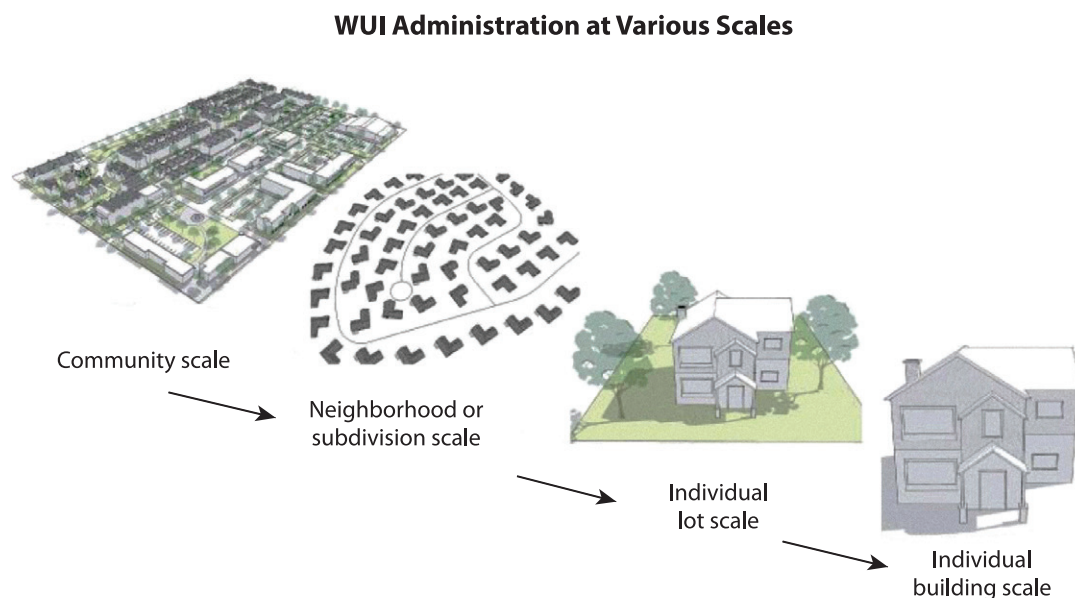 WUI Administration at Various Scales
Community scale
Neighborhood or
subdivision scale
Individual
lot scale
Individual
building scale